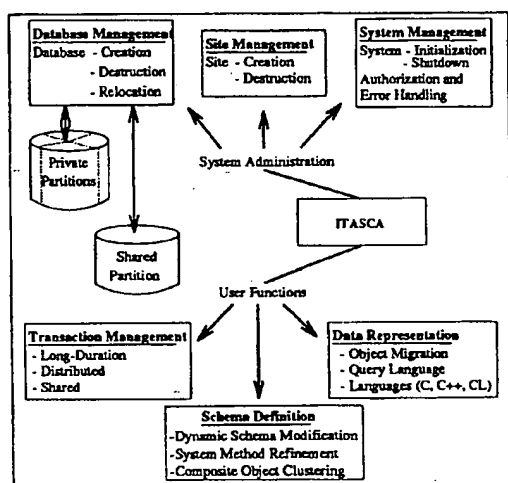 Database Management
Database - Creation
- Destruction
- Relocation
Site Management
Site - Creation
- Destruction
System Management
System - Initialization
- Shutdown
Authorization and
Error Handling
Private
Partitions
System Administration
ITASCA
Shared
Partition
User Functions
Transaction Management
- Long-Duration
- Distributed
- Shared
Data Representation
- Object Migration
- Query Language
- Languages (C, C++, CL)
Schema Definition
-Dynamic Schema Modification
-System Method Refinement
-Composite Object Clustering